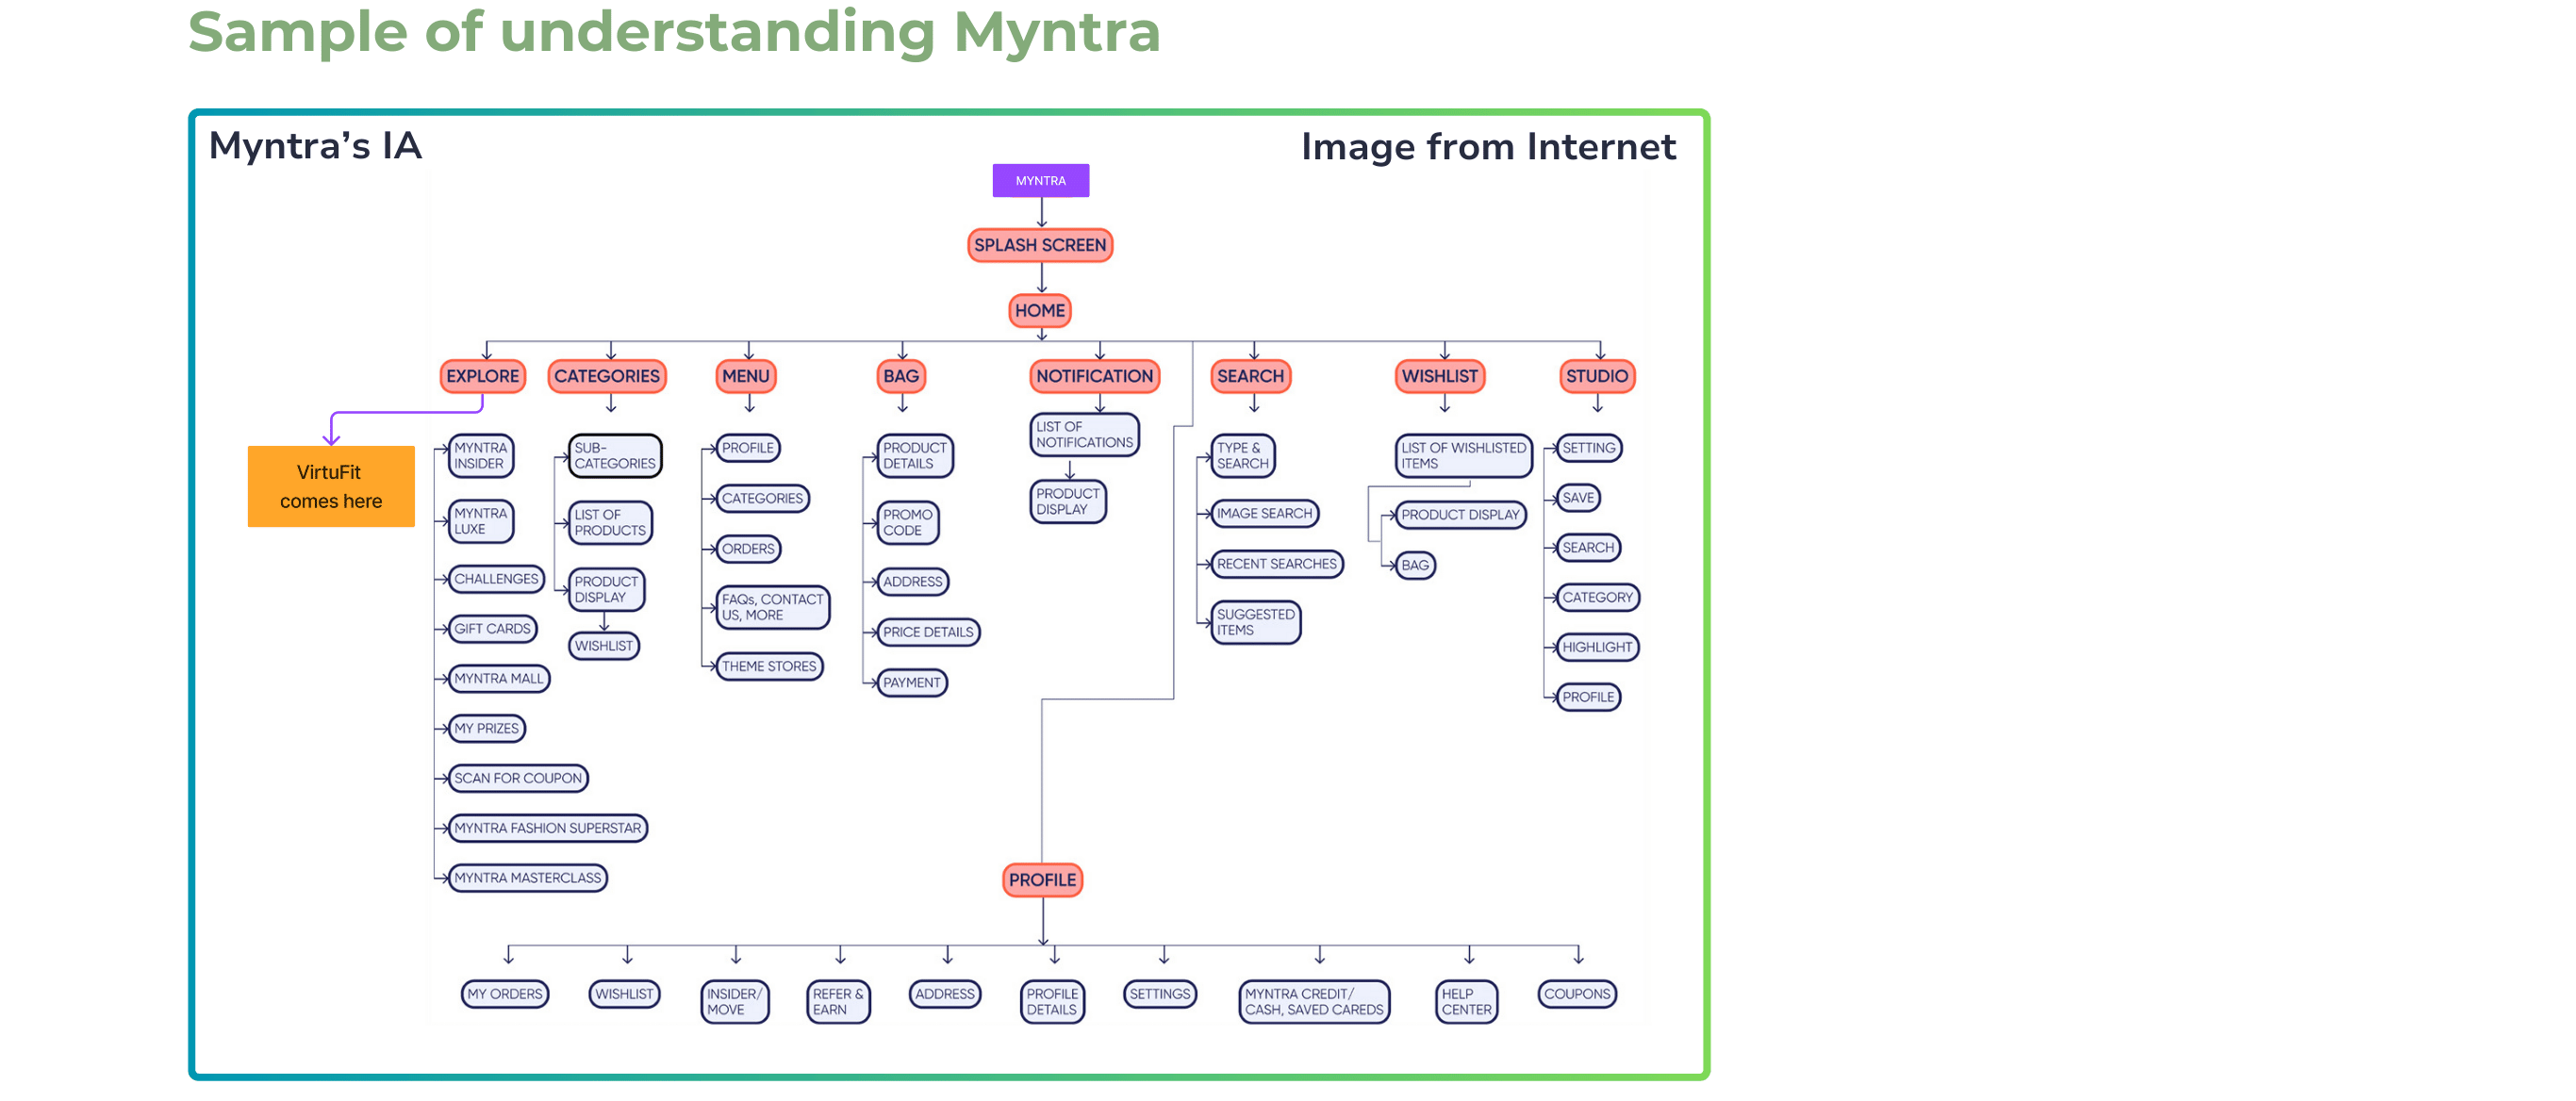 Sample of understanding Myntra
Myntra’s IA
Image from Internet
MYNTRA
SPLASH SCREEN
HOME
EXPLORE
CATEGORIES
MENU
BAG
NOTIFICATION
SEARCH
WISHLIST
STUDIO
VirtuFit
comes here
MYNTRA
INSIDER
MYNTRA
LUXE
CHALLENGES
GIFT CARDS
MYNTRA MALL
MY PRIZES
SCAN FOR COUPON
MYNTRA FASHION SUPERSTAR
MYNTRA MASTERCLASS
SUB-
CATEGORIES
LIST OF
PRODUCTS
PRODUCT
DISPLAY
WISHLIST
PROFILE
CATEGORIES
ORDERS
FAQs, CONTACT
US, MORE
THEME STORES
PRODUCT
DETAILS
PROMO
CODE
ADDRESS
PRICE DETAILS
PAYMENT
LIST OF
NOTIFICATIONS
PRODUCT
DISPLAY
TYPE &
SEARCH
IMAGE SEARCH
RECENT SEARCHES
SUGGESTED
ITEMS
LIST OF WISHLISTED
ITEMS
PRODUCT DISPLAY
BAG
SETTING
SAVE
SEARCH
CATEGORY
HIGHLIGHT
PROFILE
PROFILE
MY ORDERS
WISHLIST
INSIDER/
MOVE
REFER &
EARN
ADDRESS
PROFILE
DETAILS
SETTINGS
MYNTRA CREDIT/
CASH, SAVED CAREDS
HELP
CENTER
COUPONS